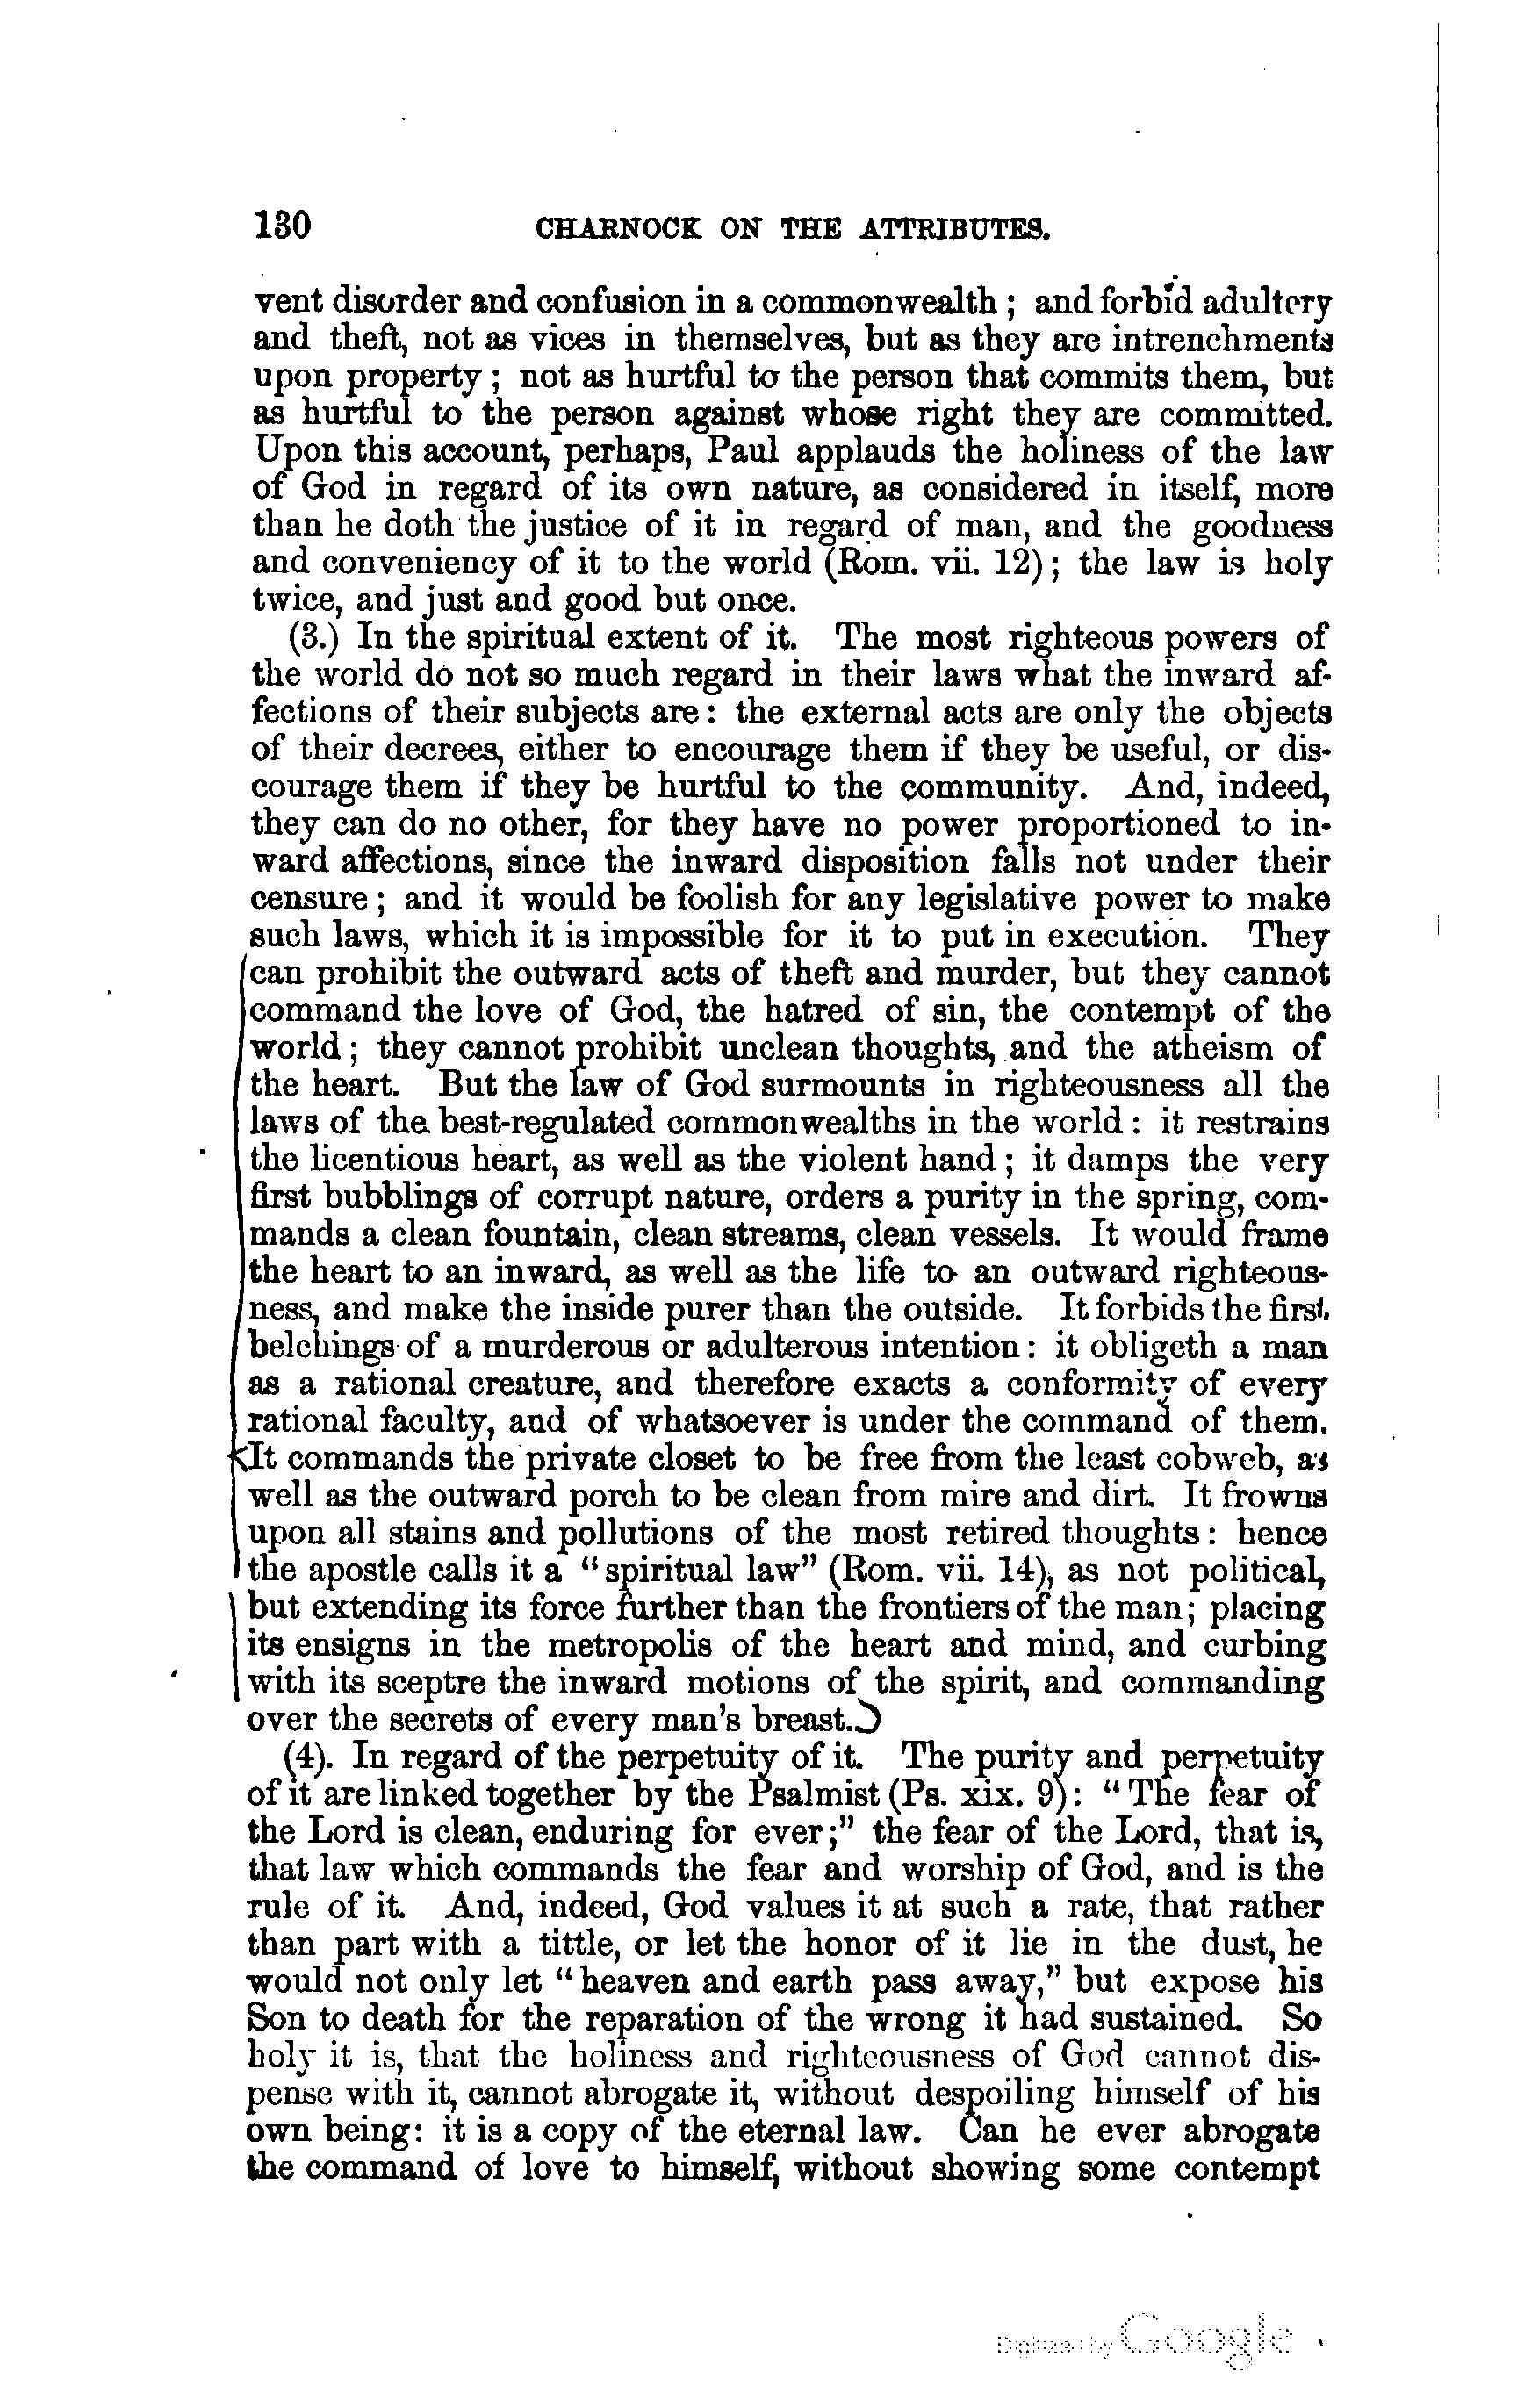 130 CHARNOCK ON THE ATTRIBUTES.
vent disorder and confusion in a commonwealth ; and forbid adultery
and theft, not as vices in themselves, but as they are intrenchments
upon property ; not as hurtful to the person that commits them, but
as hurtful to the person against whose right they are committed.
Upon this account, perhaps, Paul applauds the holiness of the law
of God in regard of its own nature, as considered in itself, more
than he doth the justice of it in regard of man, and the goodness
and conveniency of it to the world (Rom. vii. 12) ; the law is holy
twice, and just and good but once.
(3.) In the spiritual extent of it. The most righteous powers of
the world do not so much regard in their laws what the inward af-
fections of their subjects are : the external acts are only the objects
of their decrees, either to encourage them if they be useful, or dis-
courage them if they be hurtful to the community. And, indeed,
they can do no other, for they have no power proportioned to in-
ward affections, since the inward disposition falls not under their
censure ; and it would be foolish for any legislative power to make
such laws, which it is impossible for it to put in execution. They
can prohibit the outward acts of theft and murder, but they cannot
command the love of God, the hatred of sin, the contempt of the
world ; they cannot prohibit unclean thoughts, and the atheism of
the heart. But the law of God surmounts in righteousness all the
laws of the best-regulated commonwealths in the world : it restrains
the licentious heart, as well as the violent hand ; it damps the very
first bubblings of corrupt nature, orders a purity in the spring, com-
mands a clean fountain, clean streams, clean vessels. It would frame
the heart to an inward, as well as the life to an outward righteous-
ness, and make the inside purer than the outside. It forbids the first
belchings of a murderous or adulterous intention : it obligeth a man
as a rational creature, and therefore exacts a conformity of every
rational faculty, and of whatsoever is under the command of them.
It commands the private closet to be free from the least cobweb, as
well as the outward porch to be clean from mire and dirt. It frowns
upon all stains and pollutions of the most retired thoughts : hence
the apostle calls it a “spiritual law” (Rom. vii. 14), as not political,
but extending its force further than the frontiers of the man ; placing
its ensigns in the metropolis of the heart and mind, and curbing
with its sceptre the inward motions of the spirit, and commanding
over the secrets of every man's breast.
(4). In regard of the perpetuity of it. The purity and perpetuity
of it are linked together by the Psalmist (Ps. xix. 9) : “The fear of
the Lord is clean, enduring for ever ;” the fear of the Lord, that is,
that law which commands the fear and worship of God, and is the
rule of it. And, indeed, God values it at such a rate, that rather
than part with a tittle, or let the honor of it lie in the dust, he
would not only let “heaven and earth pass away,” but expose his
Son to death for the reparation of the wrong it had sustained. So
holy it is, that the holiness and righteousness of God cannot dis-
pense with it, cannot abrogate it, without despoiling himself of his
own being : it is a copy of the eternal law. Can he ever abrogate
the command of love to himself, without showing some contempt
Digitized by Google